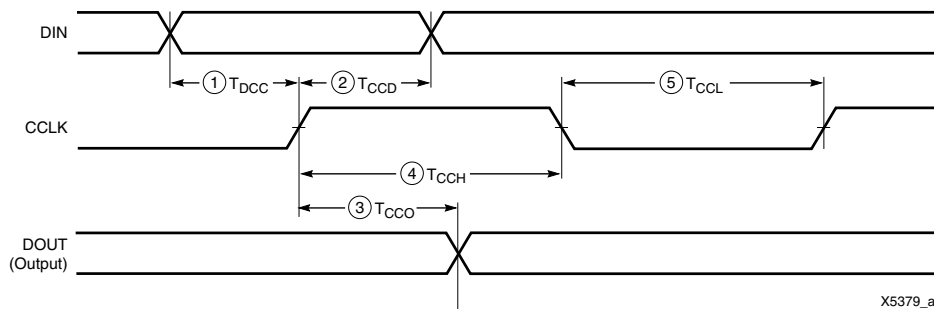 DIN
① TDCC
② TCCD
⑤ TCCL
CCLK
④ TCCH
③ TCCO
DOUT
(Output)
X5379_a